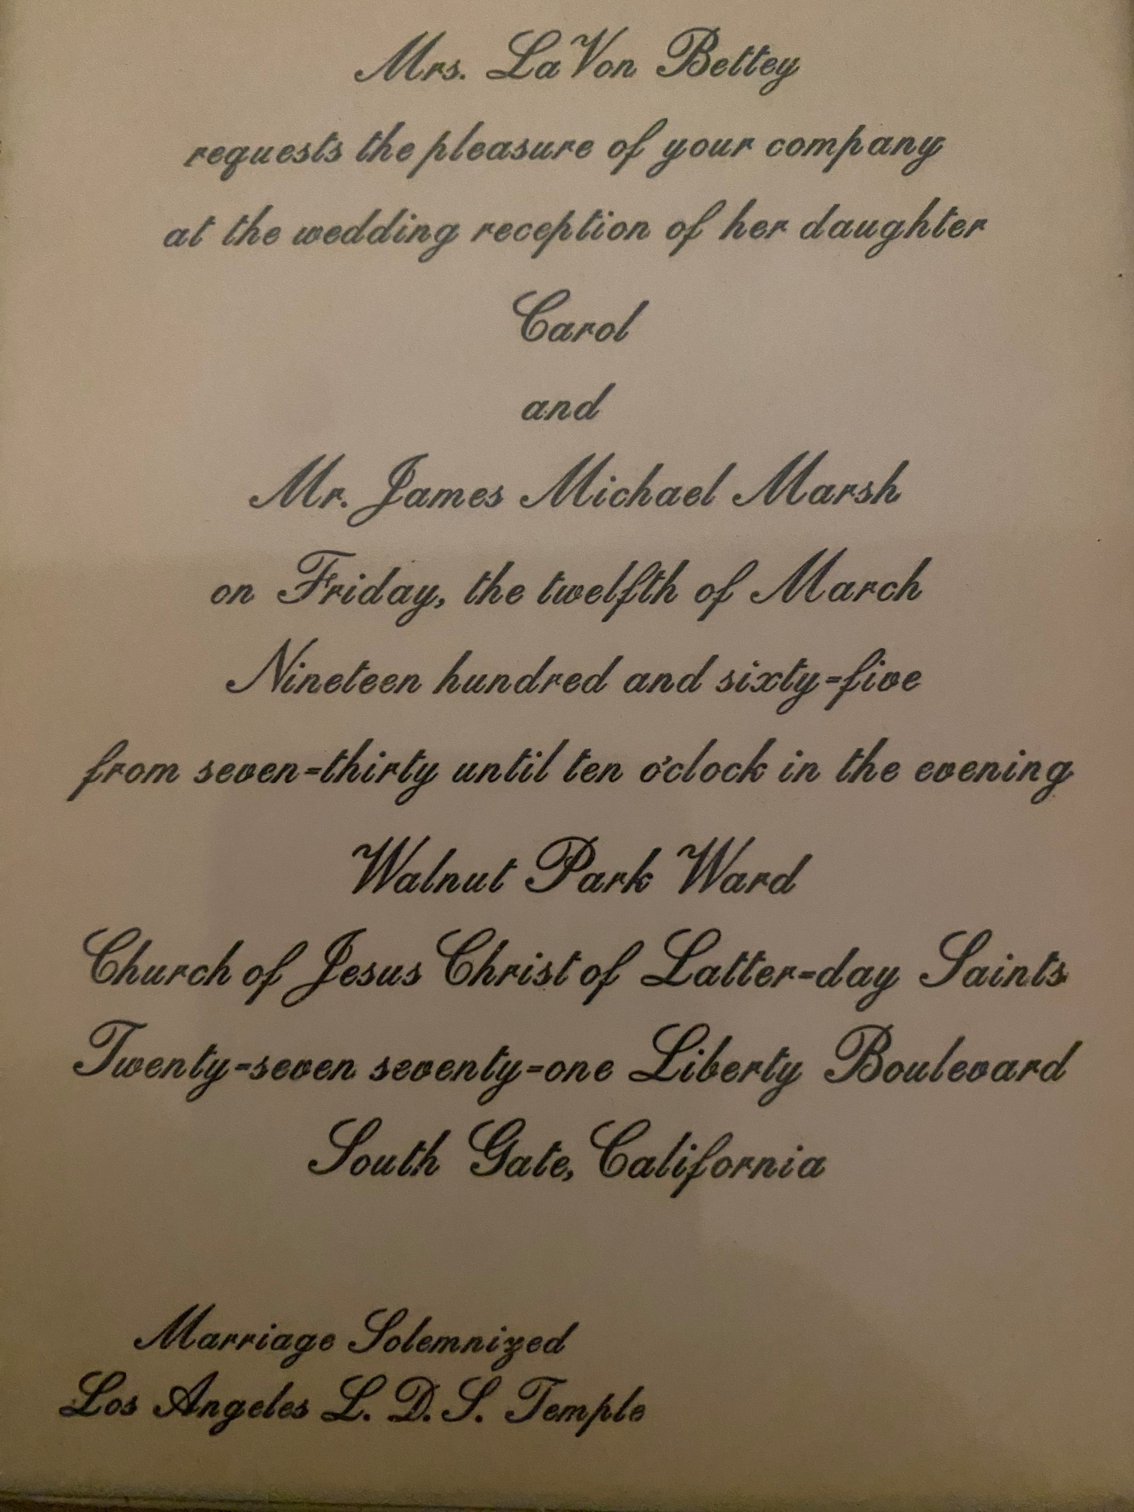 Mrs. LaVon Bettey
requests the pleasure of your company
at the wedding reception of her daughter
Carol
and
Mr. James Michael Marsh
on Friday, the twelfth of March
Nineteen hundred and sixty-five
from seven-thirty until ten o'clock in the evening
Walnut Park Ward
Church of Jesus Christ of Latter-day Saints
Twenty-seven seventy-one Liberty Boulevard
South Gate, California
Marriage Solemnized
Los Angeles L. D. S. Temple